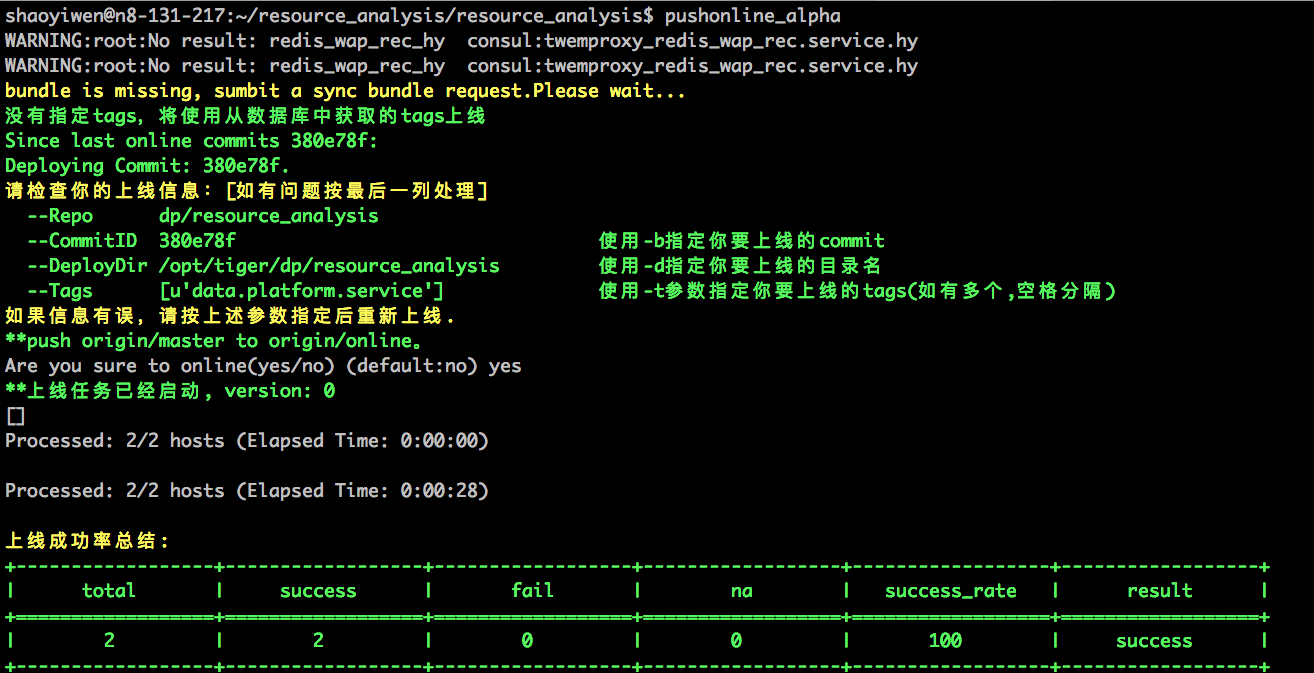 shaoyiwen@n8-131-217:~/resource_analysis/resource_analysis$ pushonline_alpha
WARNING:root:No result: redis_wap_rec_hy  consul:twemproxy_redis_wap_rec.service.hy
WARNING:root:No result: redis_wap_rec_hy  consul:twemproxy_redis_wap_rec.service.hy
bundle is missing, sumbit a sync bundle request.Please wait...
没有指定tags, 将使用从数据库中获取的tags上线
Since last online commits 380e78f:
Deploying Commit: 380e78f.
请检查你的上线信息: [如有问题按最后一列处理]
--Repo      dp/resource_analysis
--CommitID  380e78f                                 使用-b指定你要上线的commit
--DeployDir /opt/tiger/dp/resource_analysis         使用-d指定你要上线的目录名
--Tags      [u'data.platform.service']              使用-t参数指定你要上线的tags(如有多个,空格分隔)
如果信息有误, 请按上述参数指定后重新上线.
**push origin/master to origin/online。
Are you sure to online(yes/no) (default:no) yes
**上线任务已经启动, version: 0
[]
Processed: 2/2 hosts (Elapsed Time: 0:00:00)
Processed: 2/2 hosts (Elapsed Time: 0:00:28)
上线成功率总结:
+------------------+------------------+------------------+------------------+------------------+------------------+
|      total       |     success      |       fail       |        na        |   success_rate   |      result      |
+==================+==================+==================+==================+==================+==================+
|        2         |        2         |        0         |        0         |       100        |     success      |
+------------------+------------------+------------------+------------------+------------------+------------------+